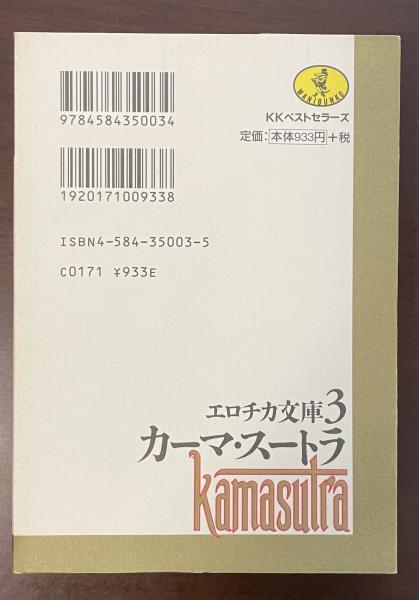 WANIBUNKO
KKベストセラーズ
定価:本体933円+税
9784584350034
1920171009338
ISBN4-584-35003-5
C0171 ¥933E
エロチカ文庫3
カーマ・スートラ
kamasutra